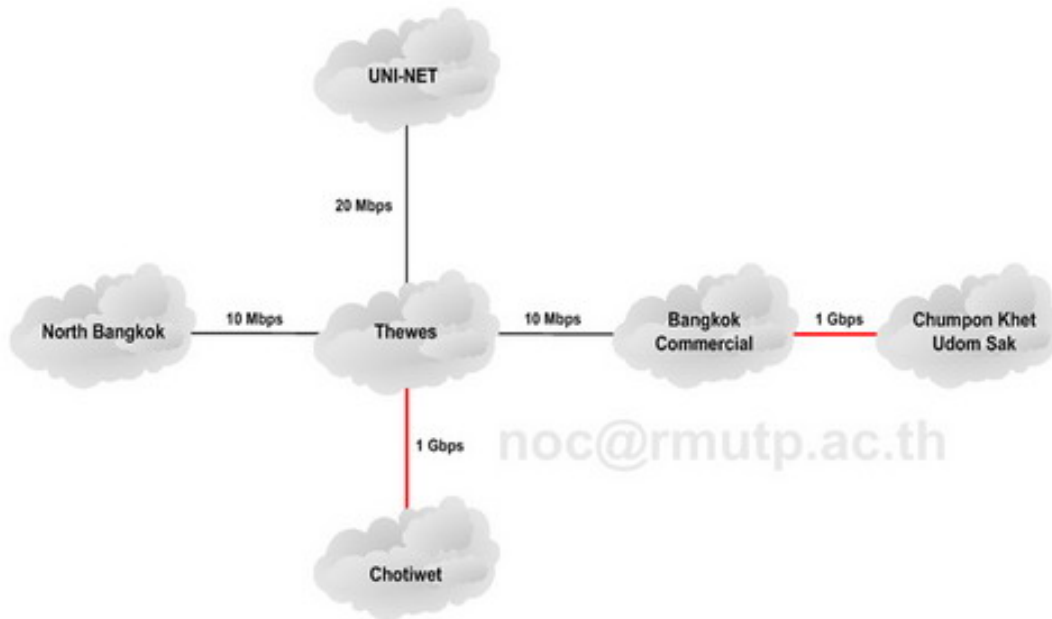 UNI-NET
20 Mbps
North Bangkok
10 Mbps
Thewes
10 Mbps
Bangkok
Commercial
1 Gbps
Chumpon Khet
Udom Sak
1 Gbps
noc@rmutp.ac.th
Chotiwet